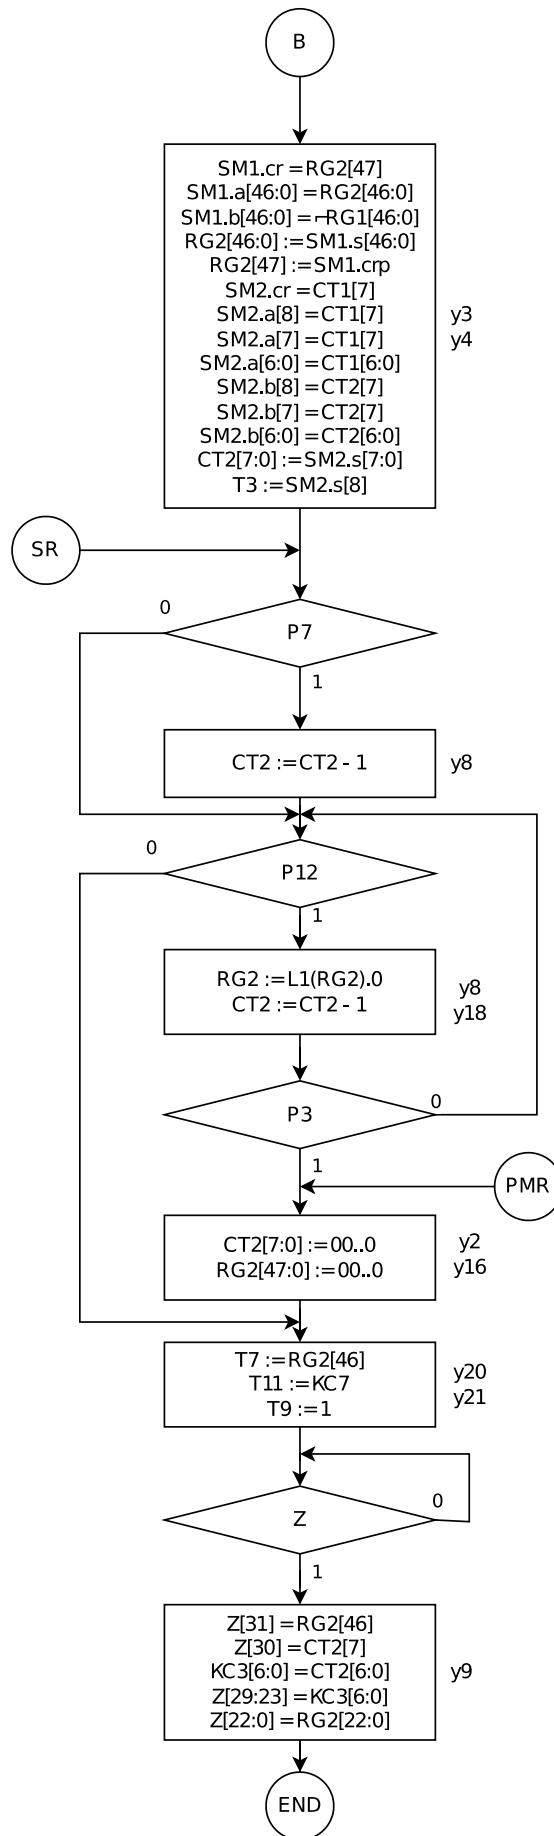 B
SM1.cr = RG2[47]
SM1.a[46:0] = RG2[46:0]
SM1.b[46:0] = ¬RG1[46:0]
RG2[46:0] := SM1.s[46:0]
RG2[47] := SM1.crp
SM2.cr = CT1[7]
SM2.a[8] = CT1[7]
y3
SM2.a[7] = CT1[7]
y4
SM2.a[6:0] = CT1[6:0]
SM2.b[8] = CT2[7]
SM2.b[7] = CT2[7]
SM2.b[6:0] = CT2[6:0]
CT2[7:0] := SM2.s[7:0]
T3 := SM2.s[8]
SR
0
P7
1
CT2 := CT2 - 1
y8
0
P12
1
RG2 := L1(RG2).0
y8
CT2 := CT2 - 1
y18
0
P3
1
PMR
CT2[7:0] := 00..0
y2
RG2[47:0] := 00..0
y16
T7 := RG2[46]
y20
T11 := KC7
y21
T9 := 1
0
Z
1
Z[31] = RG2[46]
Z[30] = CT2[7]
KC3[6:0] = CT2[6:0]
y9
Z[29:23] = KC3[6:0]
Z[22:0] = RG2[22:0]
END